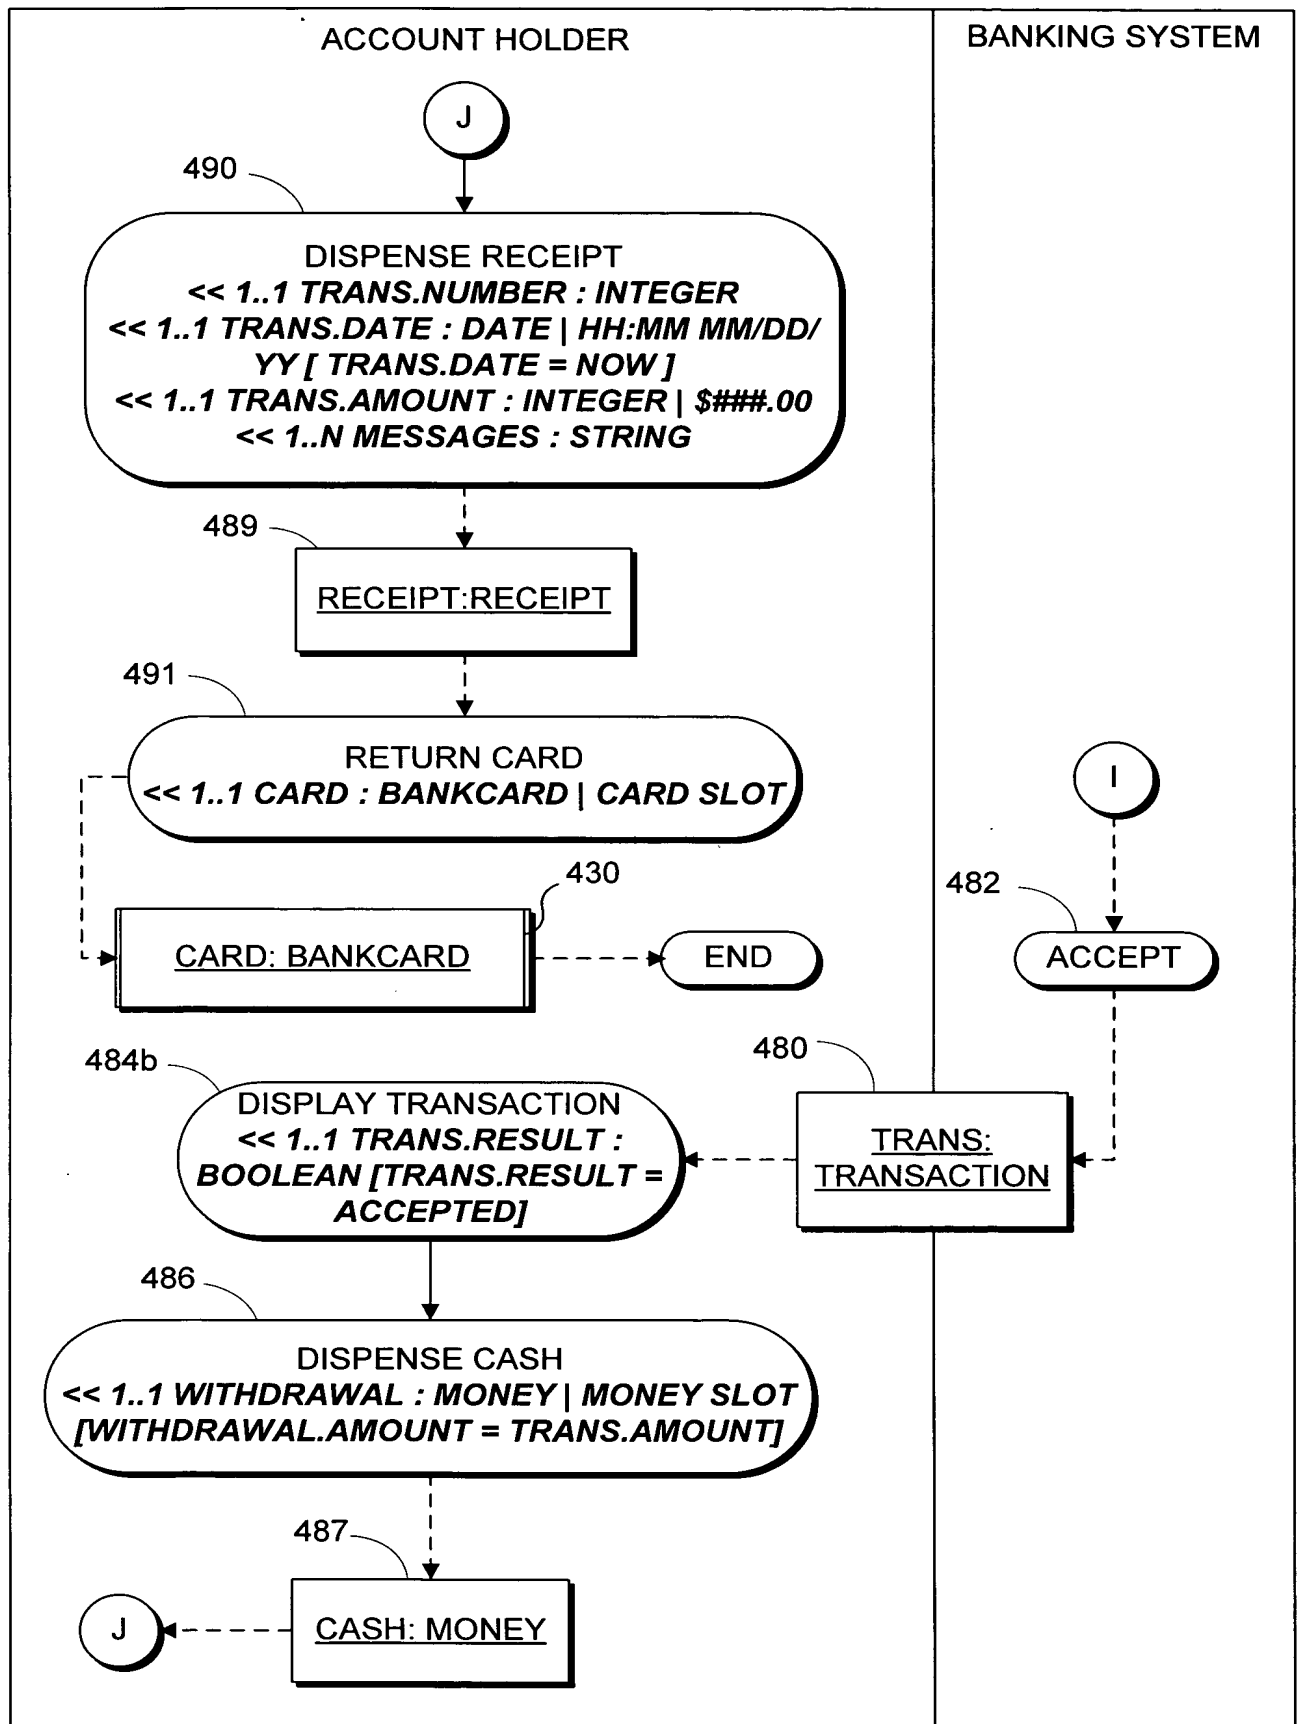 ACCOUNT HOLDER
BANKING SYSTEM
J
490
DISPENSE RECEIPT
<< 1..1 TRANS.NUMBER : INTEGER
<< 1..1 TRANS.DATE : DATE | HH:MM MM/DD/
YY [ TRANS.DATE = NOW ]
<< 1..1 TRANS.AMOUNT : INTEGER | $###.00
<< 1..N MESSAGES : STRING
489
RECEIPT:RECEIPT
491
RETURN CARD
<< 1..1 CARD : BANKCARD | CARD SLOT
I
430
482
CARD: BANKCARD
END
ACCEPT
484b
480
DISPLAY TRANSACTION
<< 1..1 TRANS.RESULT :
BOOLEAN [TRANS.RESULT =
ACCEPTED]
TRANS:
TRANSACTION
486
DISPENSE CASH
<< 1..1 WITHDRAWAL : MONEY | MONEY SLOT
[WITHDRAWAL.AMOUNT = TRANS.AMOUNT]
487
J
CASH: MONEY